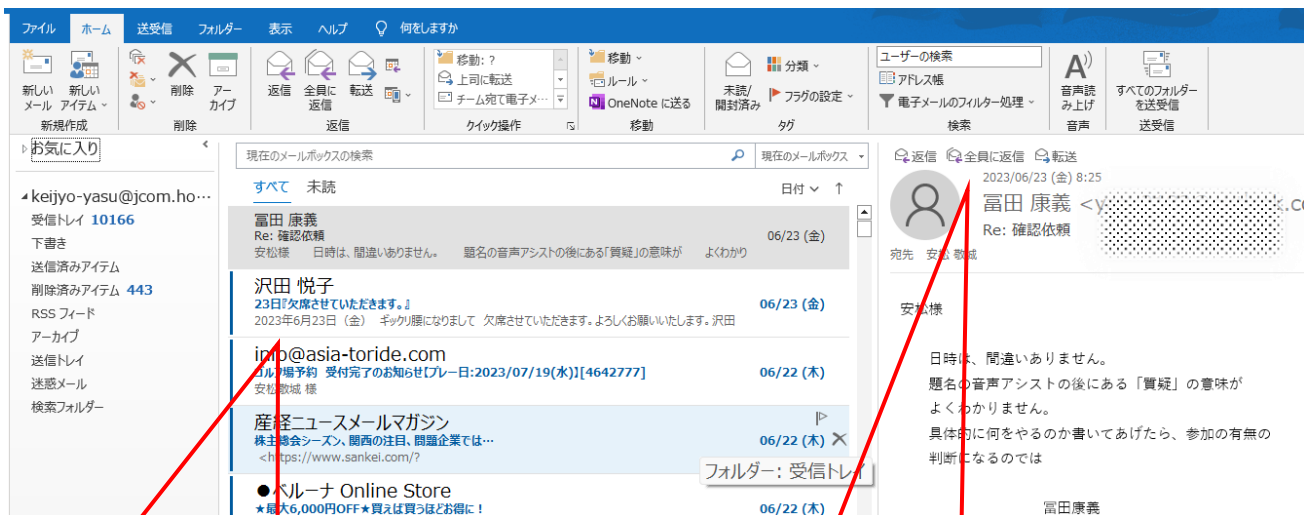 ファイル ホーム 送受信 フォルダー 表示 ヘルプ 何をしますか
新しい メール
新しい アイテム
新規作成
削除
アー カイブ
削除
返信
全員に 返信
転送
返信
移動: ?
上司に転送
チーム宛て電子メ…
クイック操作
移動
ルール
OneNote に送る
移動
未読/ 開封済み
分類
フラグの設定
タグ
ユーザーの検索
アドレス帳
電子メールのフィルター処理
検索
音声読 み上げ
音声
すべてのフォルダー を送受信
送受信
お気に入り
keijyo-yasu@jcom.ho…
受信トレイ 10166
下書き
送信済みアイテム
削除済みアイテム 443
RSS フィード
アーカイブ
送信トレイ
迷惑メール
検索フォルダー
現在のメールボックスの検索 現在のメールボックス
すべて 未読 日付 ↑
冨田 康義
Re: 確認依頼 06/23 (金)
安松様 日時は、間違いありません。 題名の音声アシストの後にある「質疑」の意味が よくわかり
沢田 悦子
23日『欠席させていただきます。』 06/23 (金)
2023年6月23日（金） ギックリ腰になりまして 欠席させていただきます。よろしくお願いいたします。沢田
info@asia-toride.com
ゴルフ場予約 受付完了のお知らせ【プレー日:2023/07/19(水)】[4642777] 06/22 (木)
安松敬城 様
産経ニュースメールマガジン
株主総会シーズン、関西の注目、問題企業では… 06/22 (木)
<https://www.sankei.com/?
フォルダー: 受信トレイ
●ベルーナ Online Store
★最大6,000円OFF★買えば買うほどお得に！ 06/22 (木)
返信 全員に返信 転送
2023/06/23 (金) 8:25
冨田 康義 <y k.co
Re: 確認依頼
宛先 安松 敬城
安松様
日時は、間違いありません。
題名の音声アシストの後にある「質疑」の意味が
よくわかりません。
具体的に何をやるのか書いてあげたら、参加の有無の
判断になるのでは
冨田康義